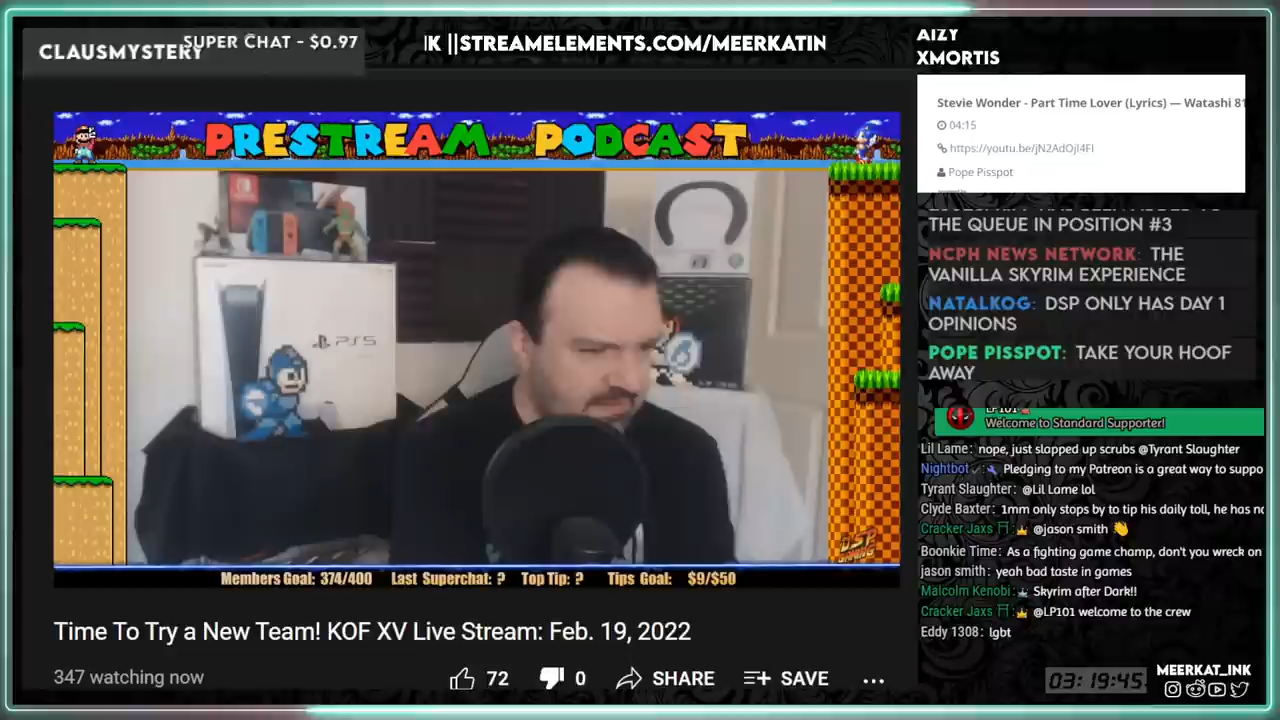 CLAUSMYSTERY
SUPER CHAT - $0.97
K ||STREAMELEMENTS.COM/MEERKATIN
AIZY
XMORTIS
Stevie Wonder - Part Time Lover (Lyrics) — Watashi 81
04:15
https://youtu.be/jN2AdOjI4FI
Pope Pisspot
PRESTREAM PODCAST
PS5
THE QUEUE IN POSITION #3
NCPH NEWS NETWORK: THE
VANILLA SKYRIM EXPERIENCE
NATALKOG: DSP ONLY HAS DAY 1
OPINIONS
POPE PISSPOT: TAKE YOUR HOOF
AWAY
LP101
Welcome to Standard Supporter!
Lil Lame: nope, just slapped up scrubs @Tyrant Slaughter
Nightbot: Pledging to my Patreon is a great way to suppo
Tyrant Slaughter: @Lil Lame lol
Clyde Baxter: 1mm only stops by to tip his daily toll, he has no
Cracker Jaxs: @jason smith
Boonkie Time: As a fighting game champ, don't you wreck on
jason smith: yeah bad taste in games
Malcolm Kenobi: Skyrim after Dark!!
Cracker Jaxs: @LP101 welcome to the crew
Eddy 1308: lgbt
DSP
GAMING
Members Goal: 374/400 Last Superchat: ? Top Tip: ? Tips Goal: $9/$50
Time To Try a New Team! KOF XV Live Stream: Feb. 19, 2022
347 watching now
72 0 SHARE SAVE ...
03:19:45
MEERKAT_INK